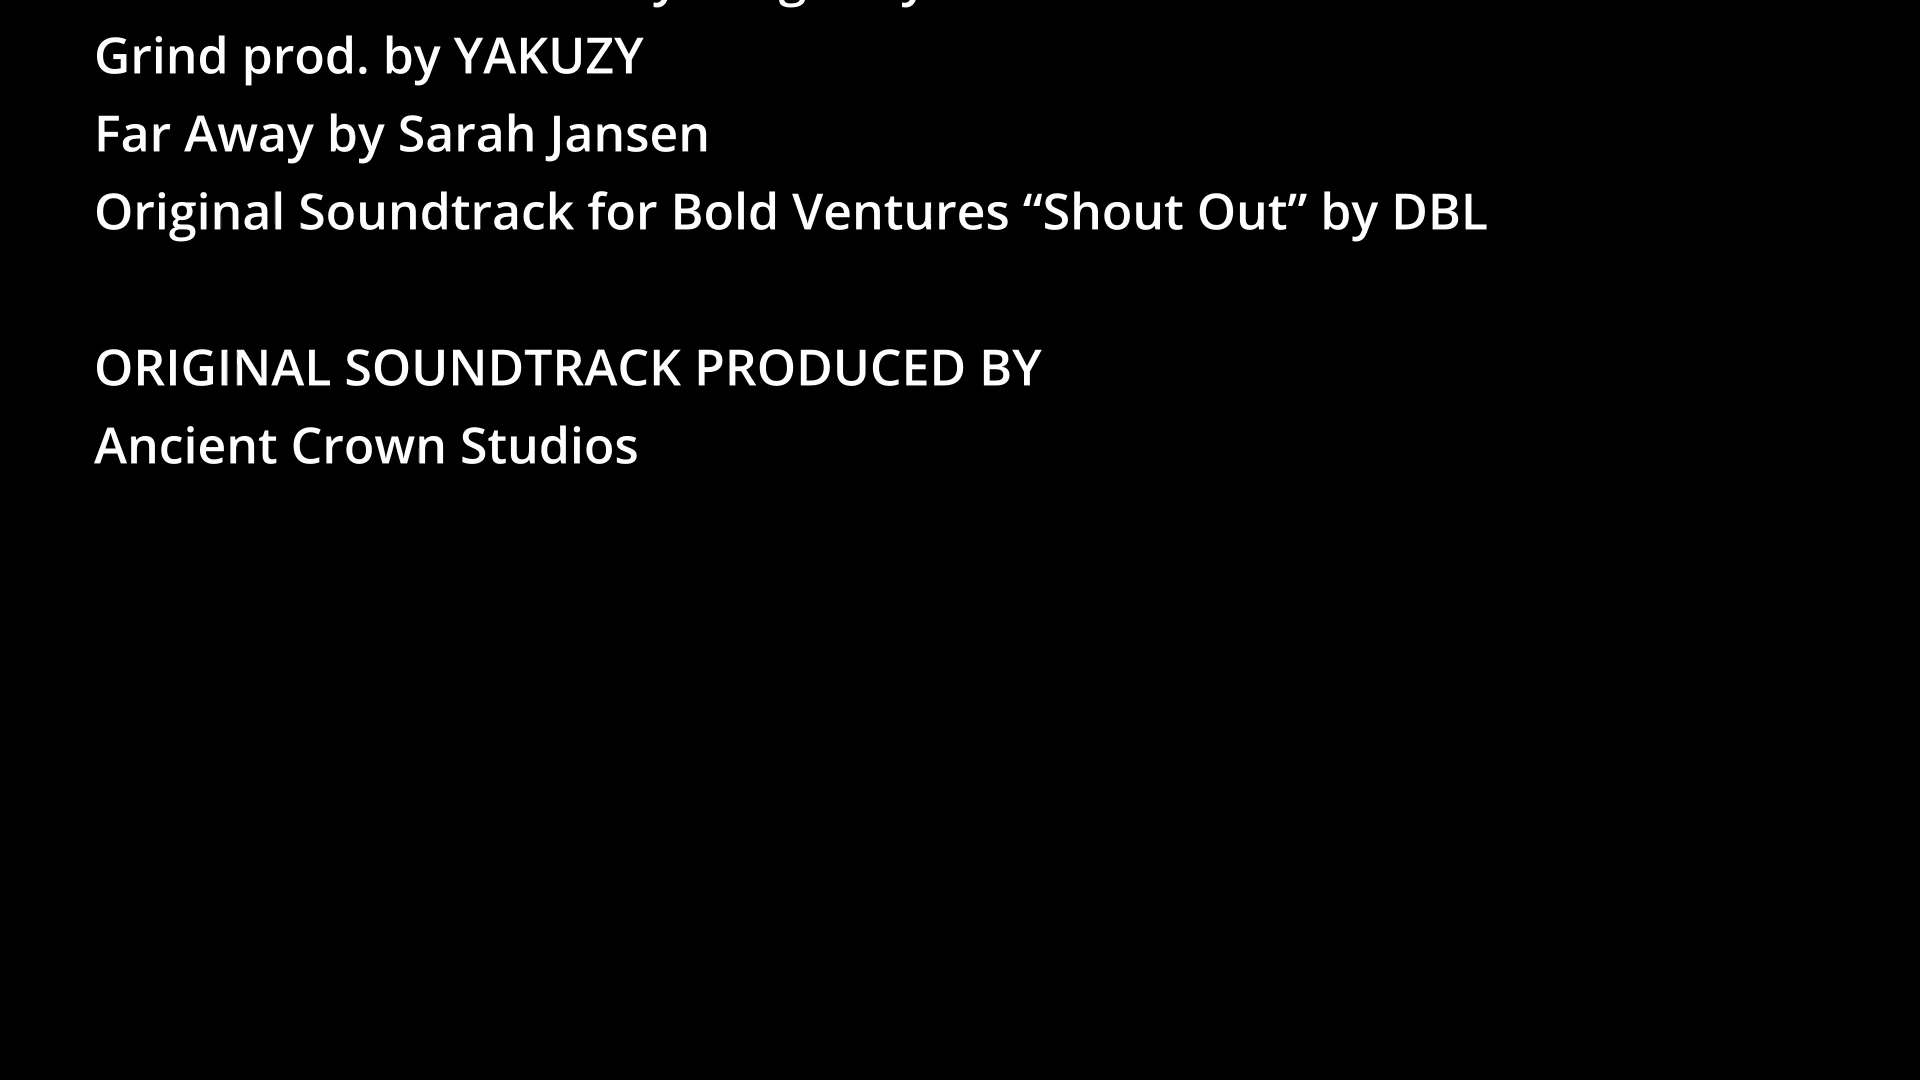 Grind prod. by YAKUZY
Far Away by Sarah Jansen
Original Soundtrack for Bold Ventures “Shout Out” by DBL
ORIGINAL SOUNDTRACK PRODUCED BY
Ancient Crown Studios